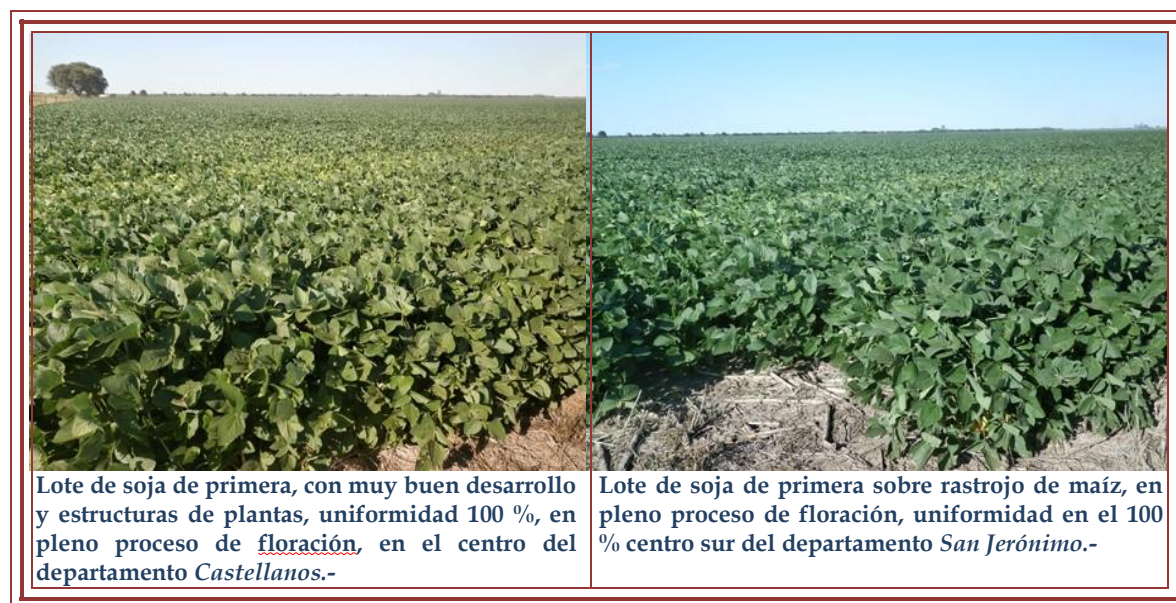 Lote de soja de primera, con muy buen desarrollo
y estructuras de plantas, uniformidad 100 %, en
pleno proceso de floración, en el centro del
departamento Castellanos.-
Lote de soja de primera sobre rastrojo de maíz, en
pleno proceso de floración, uniformidad en el 100
% centro sur del departamento San Jerónimo.-